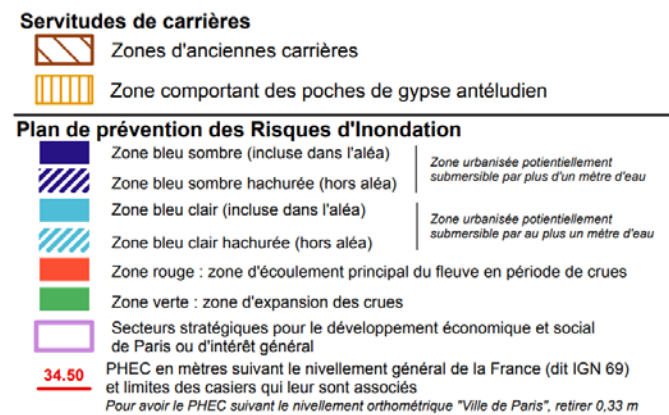 Servitudes de carrières
Zones d'anciennes carrières
Zone comportant des poches de gypse antéludien
Plan de prévention des Risques d'Inondation
Zone bleu sombre (incluse dans l'aléa)
Zone bleu sombre hachurée (hors aléa)
Zone urbanisée potientiellement
submersible par plus d'un mètre d'eau
Zone bleu clair (incluse dans l'aléa)
Zone bleu clair hachurée (hors aléa)
Zone urbanisée potientiellement
submersible par au plus un mètre d'eau
Zone rouge : zone d'écoulement principal du fleuve en période de crues
Zone verte : zone d'expansion des crues
Secteurs stratégiques pour le développement économique et social
de Paris ou d'intérêt général
34.50
PHEC en mètres suivant le nivellement général de la France (dit IGN 69)
et limites des casiers qui leur sont associés
Pour avoir le PHEC suivant le nivellement orthométrique "Ville de Paris", retirer 0,33 m